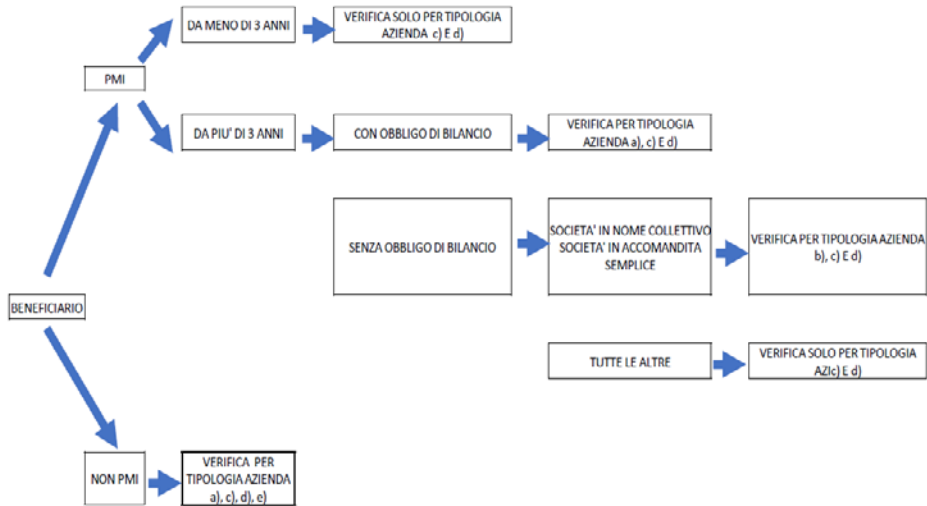 DA MENO DI 3 ANNI
VERIFICA SOLO PER TIPOLOGIA
AZIENDA c) E d)
PMI
DA PIU' DI 3 ANNI
CON OBBLIGO DI BILANCIO
VERIFICA PER TIPOLOGIA
AZIENDA a), c) E d)
SENZA OBBLIGO DI BILANCIO
SOCIETA' IN NOME COLLETTIVO
SOCIETA' IN ACCOMANDITA
SEMPLICE
VERIFICA PER TIPOLOGIA AZIENDA
b), c) E d)
BENEFICIARIO
TUTTE LE ALTRE
VERIFICA SOLO PER TIPOLOGIA
AZIc) E d)
NON PMI
VERIFICA PER
TIPOLOGIA AZIENDA
a), c), d), e)